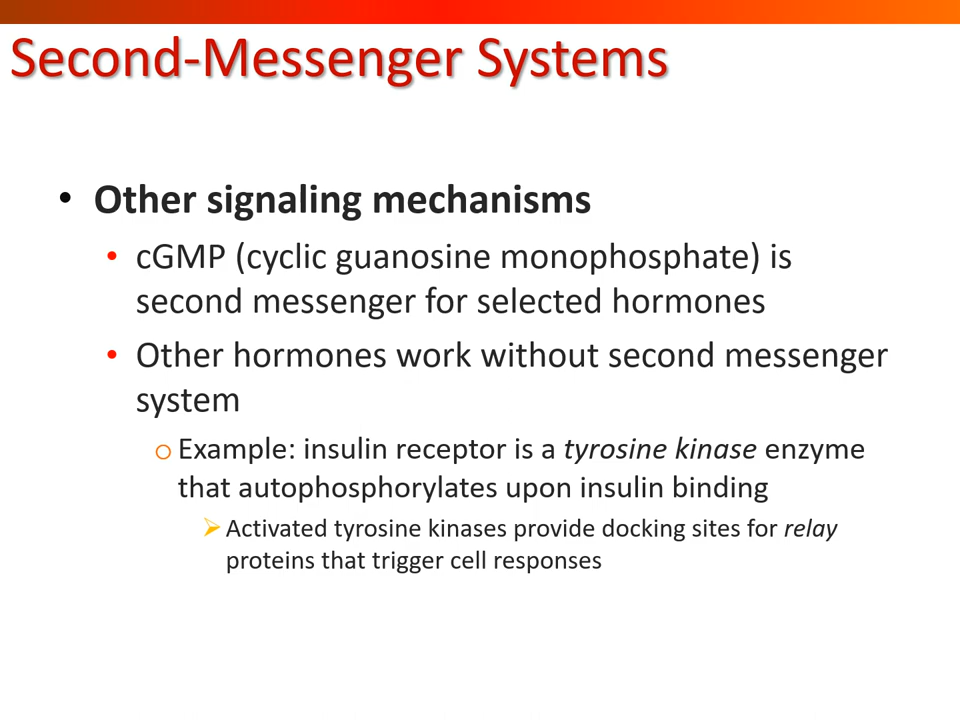 Second-Messenger Systems
• Other signaling mechanisms
• cGMP (cyclic guanosine monophosphate) is
second messenger for selected hormones
• Other hormones work without second messenger
system
o Example: insulin receptor is a tyrosine kinase enzyme
that autophosphorylates upon insulin binding
➢ Activated tyrosine kinases provide docking sites for relay
proteins that trigger cell responses